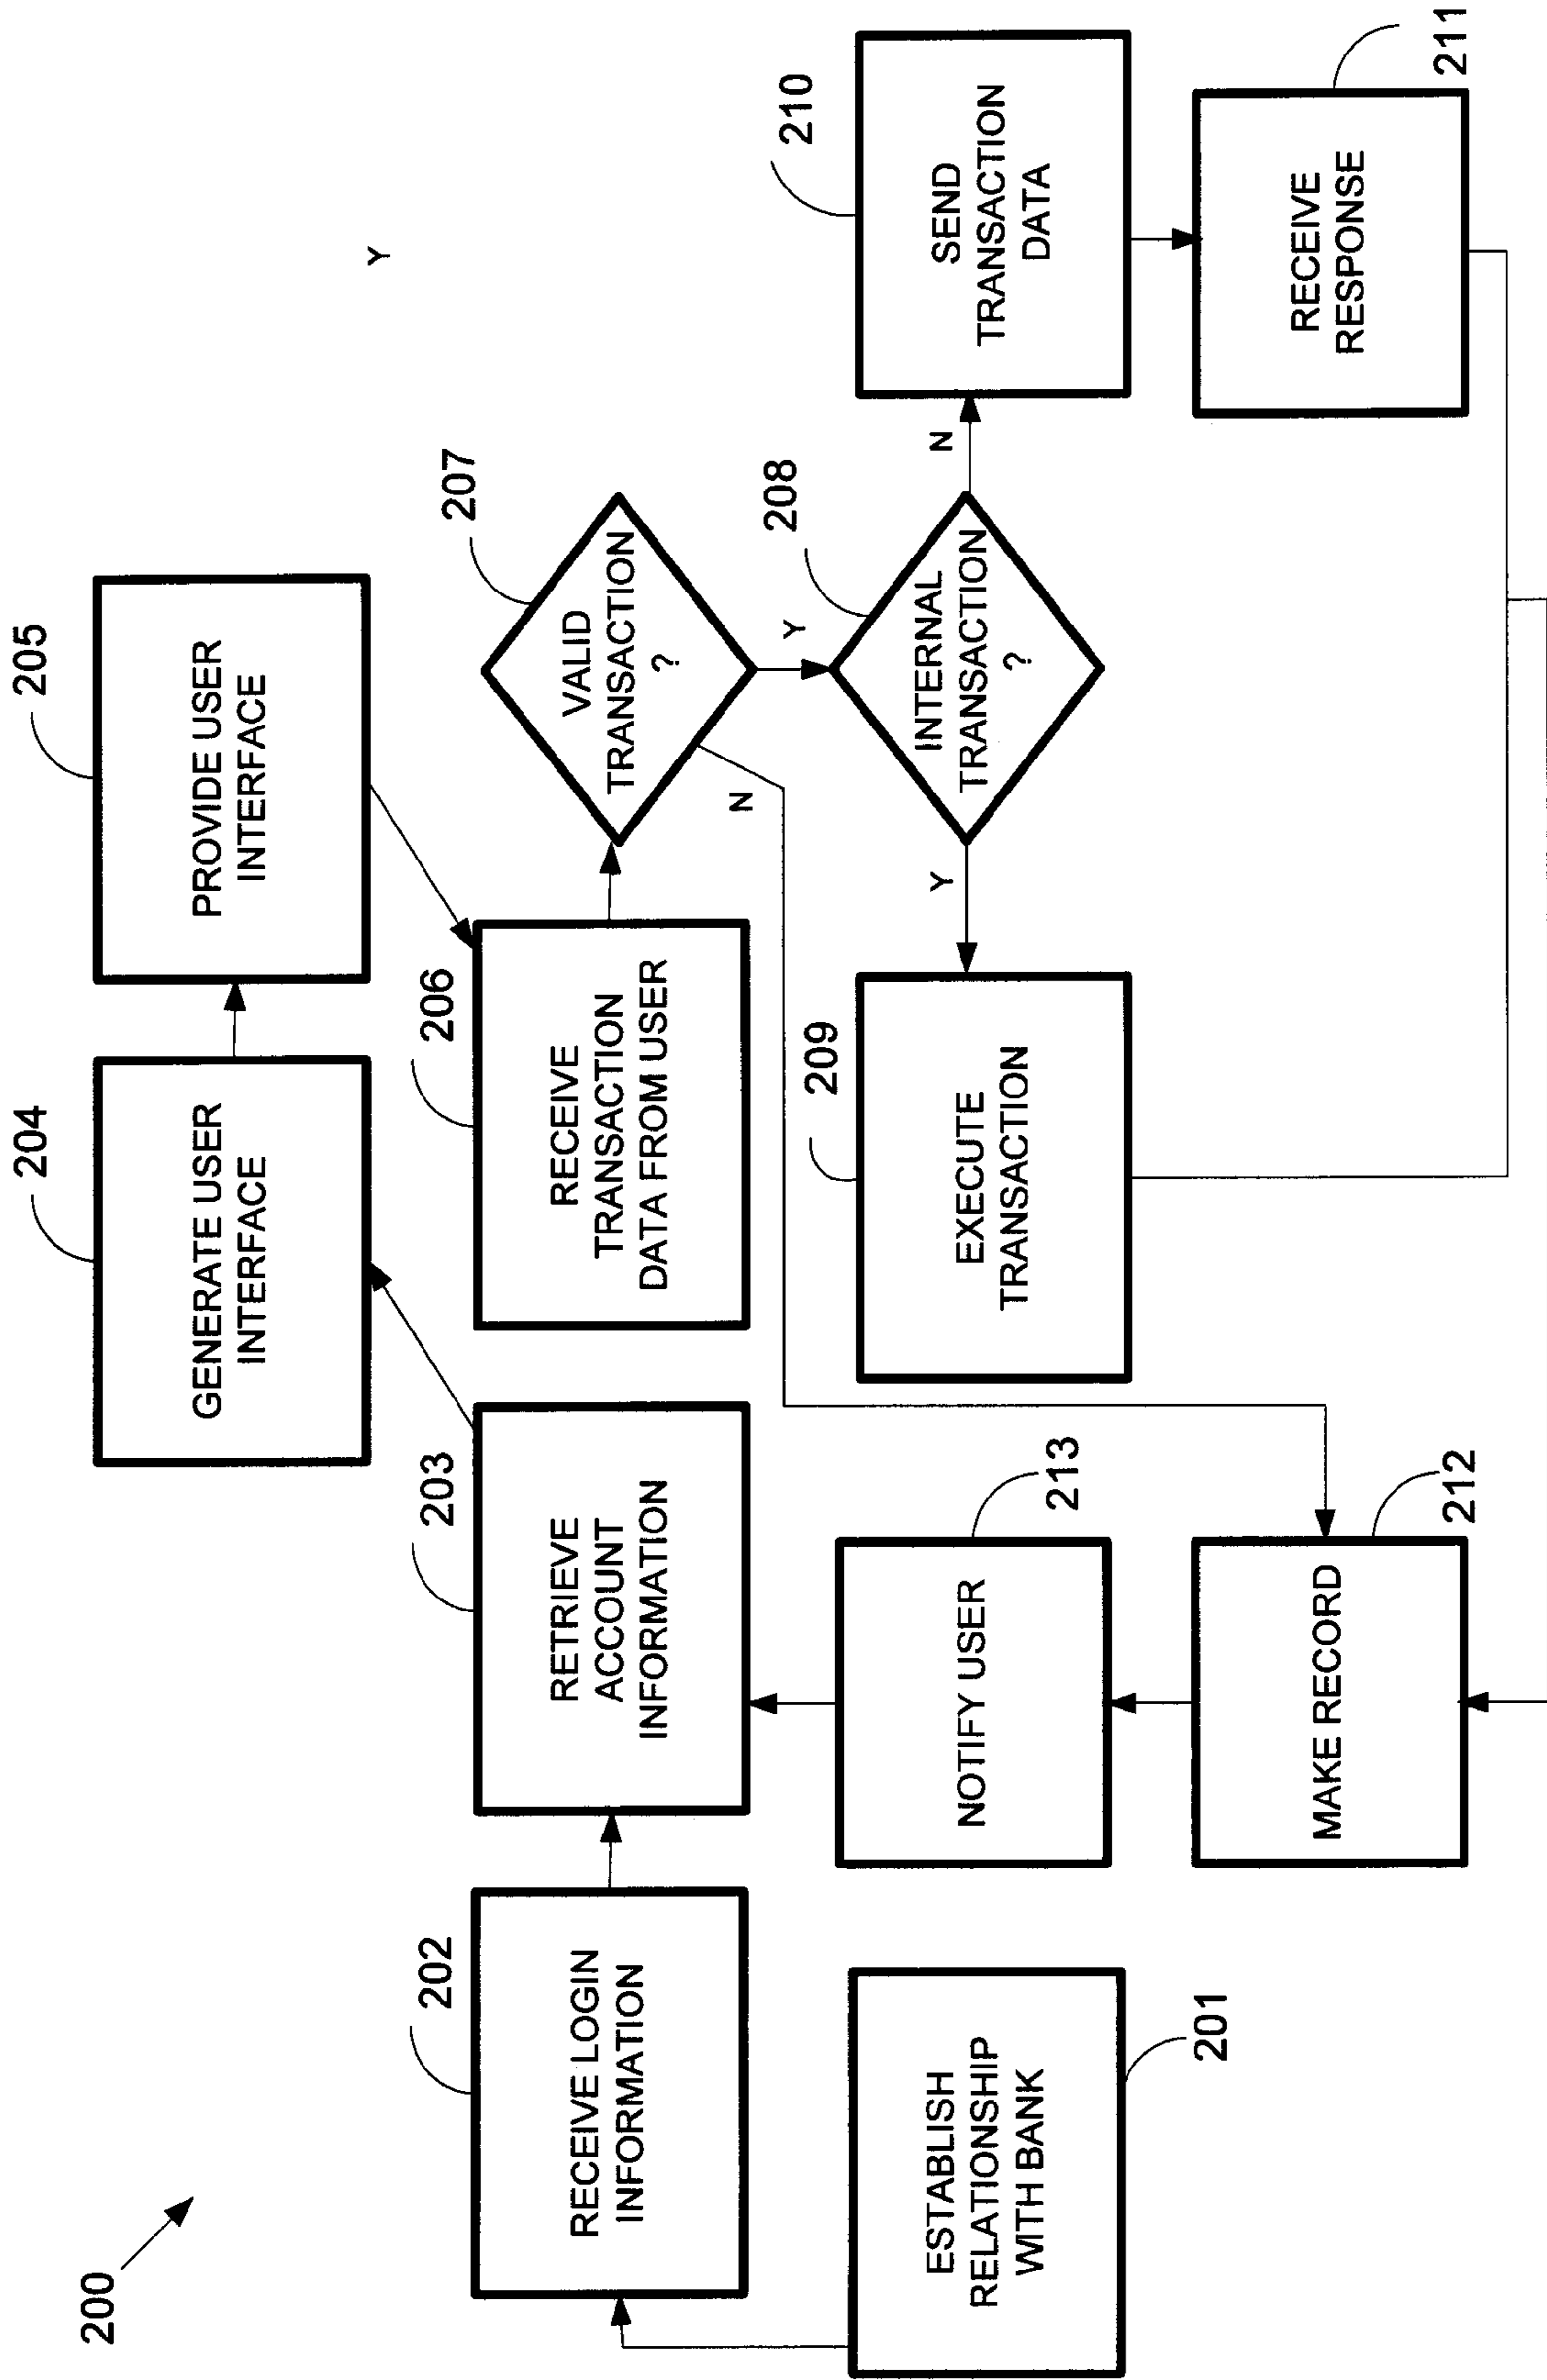 200
204
GENERATE USER
INTERFACE
205
PROVIDE USER
INTERFACE
Y
202
RECEIVE LOGIN
INFORMATION
203
RETRIEVE
ACCOUNT
INFORMATION
206
RECEIVE
TRANSACTION
DATA FROM USER
207
VALID
TRANSACTION
?
N
Y
201
ESTABLISH
RELATIONSHIP
WITH BANK
213
NOTIFY USER
209
EXECUTE
TRANSACTION
Y
208
INTERNAL
TRANSACTION
?
N
210
SEND
TRANSACTION
DATA
212
MAKE RECORD
211
RECEIVE
RESPONSE